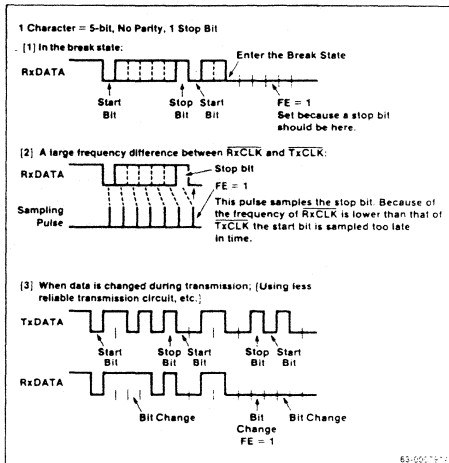 1 Character = 5-bit, No Parity, 1 Stop Bit
[1] In the break state:
RxDATA
Enter the Break State
Start Bit
Stop Bit
Start Bit
FE = 1
Set because a stop bit
should be here.
[2] A large frequency difference between RxCLK and TxCLK:
RxDATA
Stop bit
FE = 1
Sampling Pulse
This pulse samples the stop bit. Because of
the frequency of RxCLK is lower than that of
TxCLK the start bit is sampled too late
in time.
[3] When data is changed during transmission; [Using less
reliable transmission circuit, etc.]
TxDATA
Start Bit
Stop Bit
Start Bit
Stop Bit
Start Bit
RxDATA
Bit Change
Bit Change
FE = 1
Bit Change